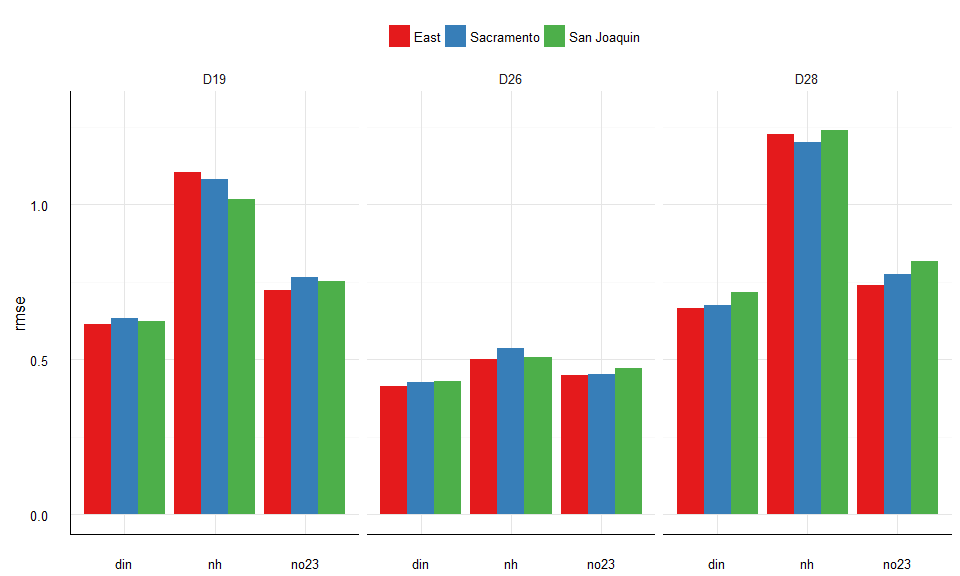 East Sacramento San Joaquin
D19 D26 D28
rmse
1.0
0.5
0.0
din nh no23 din nh no23 din nh no23